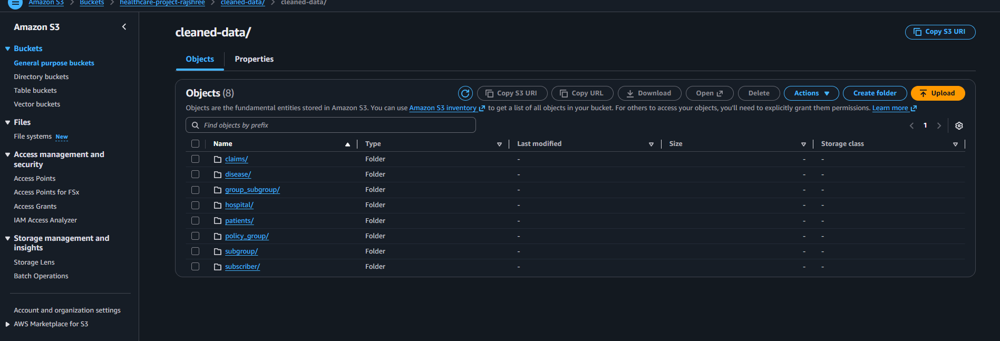 Amazon S3 > Buckets > healthcare-project-rajshree > cleaned-data/ > cleaned-data/
Amazon S3
Buckets
General purpose buckets
Directory buckets
Table buckets
Vector buckets
Files
File systems New
Access management and
security
Access Points
Access Points for FSx
Access Grants
IAM Access Analyzer
Storage management and
insights
Storage Lens
Batch Operations
Account and organization settings
AWS Marketplace for S3
cleaned-data/
Copy S3 URI
Objects Properties
Objects (8) Copy S3 URI Copy URL Download Open Delete Actions Create folder Upload
Objects are the fundamental entities stored in Amazon S3. You can use Amazon S3 inventory to get a list of all objects in your bucket. For others to access your objects, you'll need to explicitly grant them permissions. Learn more
Find objects by prefix
1
Name Type Last modified Size Storage class
claims/ Folder - - -
disease/ Folder - - -
group_subgroup/ Folder - - -
hospital/ Folder - - -
patients/ Folder - - -
policy_group/ Folder - - -
subgroup/ Folder - - -
subscriber/ Folder - - -